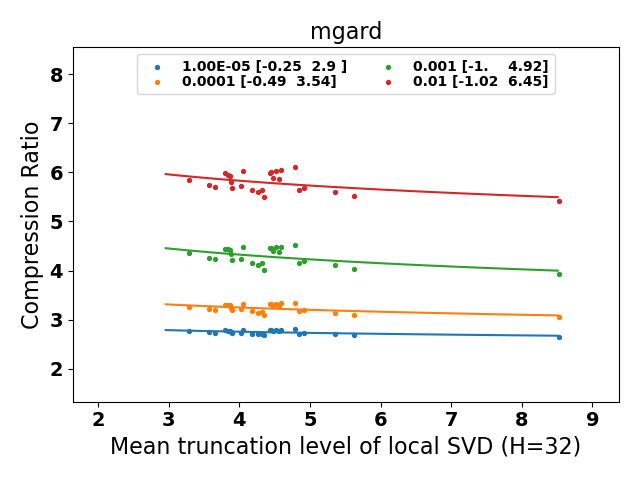 mgard
1.00E-05 [-0.25 2.9 ]
0.0001 [-0.49 3.54]
0.001 [-1. 4.92]
0.01 [-1.02 6.45]
Compression Ratio
8
7
6
5
4
3
2
2 3 4 5 6 7 8 9
Mean truncation level of local SVD (H=32)